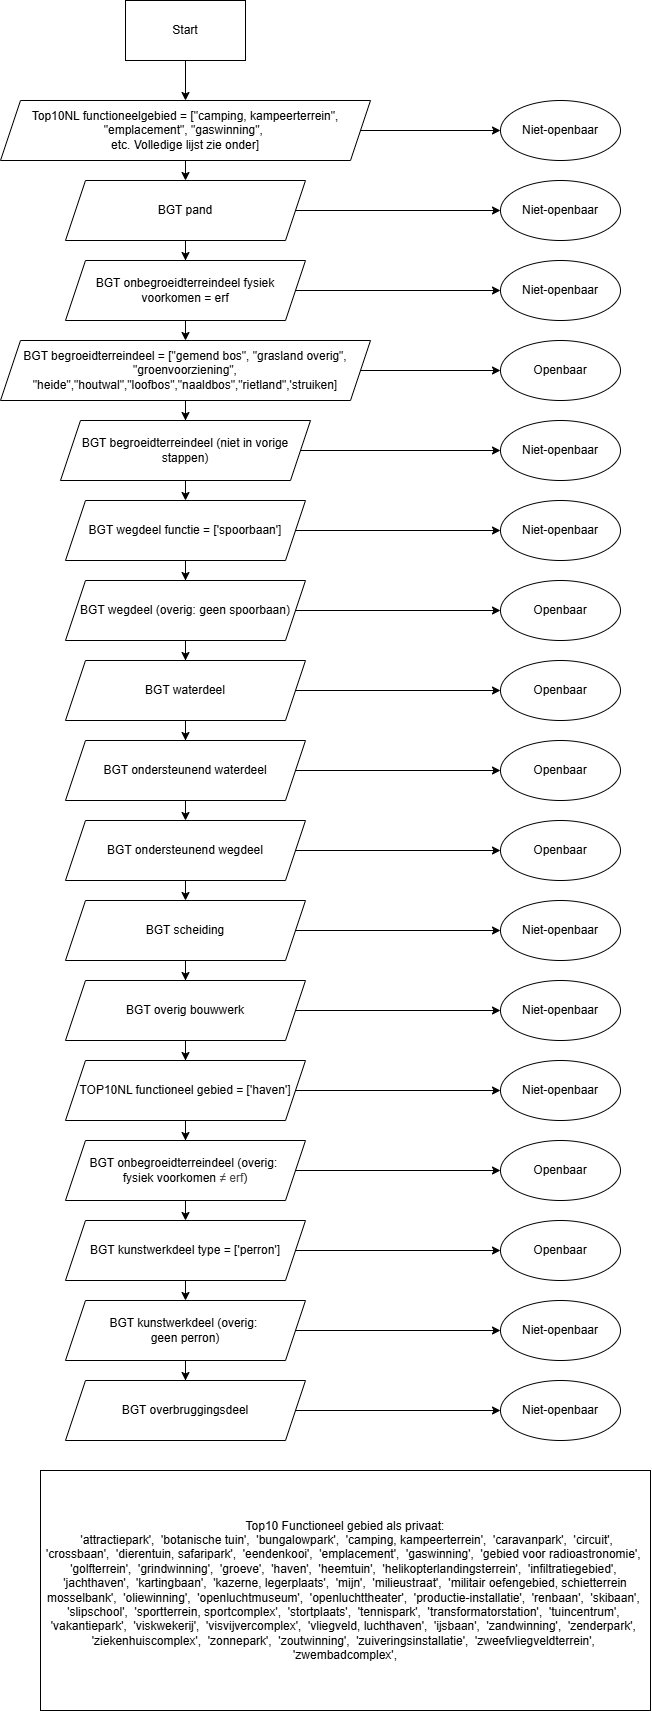 Start
Top10NL functioneelgebied = ["camping, kampeerterrein",
"emplacement", "gaswinning",
etc. Volledige lijst zie onder]
Niet-openbaar
BGT pand
Niet-openbaar
BGT onbegroeidterreindeel fysiek
voorkomen = erf
Niet-openbaar
BGT begroeidterreindeel = ["gemend bos", "grasland overig",
"groenvoorziening",
"heide","houtwal","loofbos","naaldbos","rietland",'struiken]
Openbaar
BGT begroeidterreindeel (niet in vorige
stappen)
Niet-openbaar
BGT wegdeel functie = ['spoorbaan']
Niet-openbaar
BGT wegdeel (overig: geen spoorbaan)
Openbaar
BGT waterdeel
Openbaar
BGT ondersteunend waterdeel
Openbaar
BGT ondersteunend wegdeel
Openbaar
BGT scheiding
Niet-openbaar
BGT overig bouwwerk
Niet-openbaar
TOP10NL functioneel gebied = ['haven']
Niet-openbaar
BGT onbegroeidterreindeel (overig:
fysiek voorkomen ≠ erf)
Openbaar
BGT kunstwerkdeel type = ['perron']
Openbaar
BGT kunstwerkdeel (overig:
geen perron)
Niet-openbaar
BGT overbruggingsdeel
Niet-openbaar
Top10 Functioneel gebied als privaat:
'attractiepark', 'botanische tuin', 'bungalowpark', 'camping, kampeerterrein', 'caravanpark', 'circuit',
'crossbaan', 'dierentuin, safaripark', 'eendenkooi', 'emplacement', 'gaswinning', 'gebied voor radioastronomie',
'golfterrein', 'grindwinning', 'groeve', 'haven', 'heemtuin', 'helikopterlandingsterrein', 'infiltratiegebied',
'jachthaven', 'kartingbaan', 'kazerne, legerplaats', 'mijn', 'milieustraat', 'militair oefengebied, schietterrein
mosselbank', 'oliewinning', 'openluchtmuseum', 'openluchttheater', 'productie-installatie', 'renbaan', 'skibaan',
'slipschool', 'sportterrein, sportcomplex', 'stortplaats', 'tennispark', 'transformatorstation', 'tuincentrum',
'vakantiepark', 'viskwekerij', 'visvijvercomplex', 'vliegveld, luchthaven', 'ijsbaan', 'zandwinning', 'zenderpark',
'ziekenhuiscomplex', 'zonnepark', 'zoutwinning', 'zuiveringsinstallatie', 'zweefvliegveldterrein',
'zwembadcomplex',